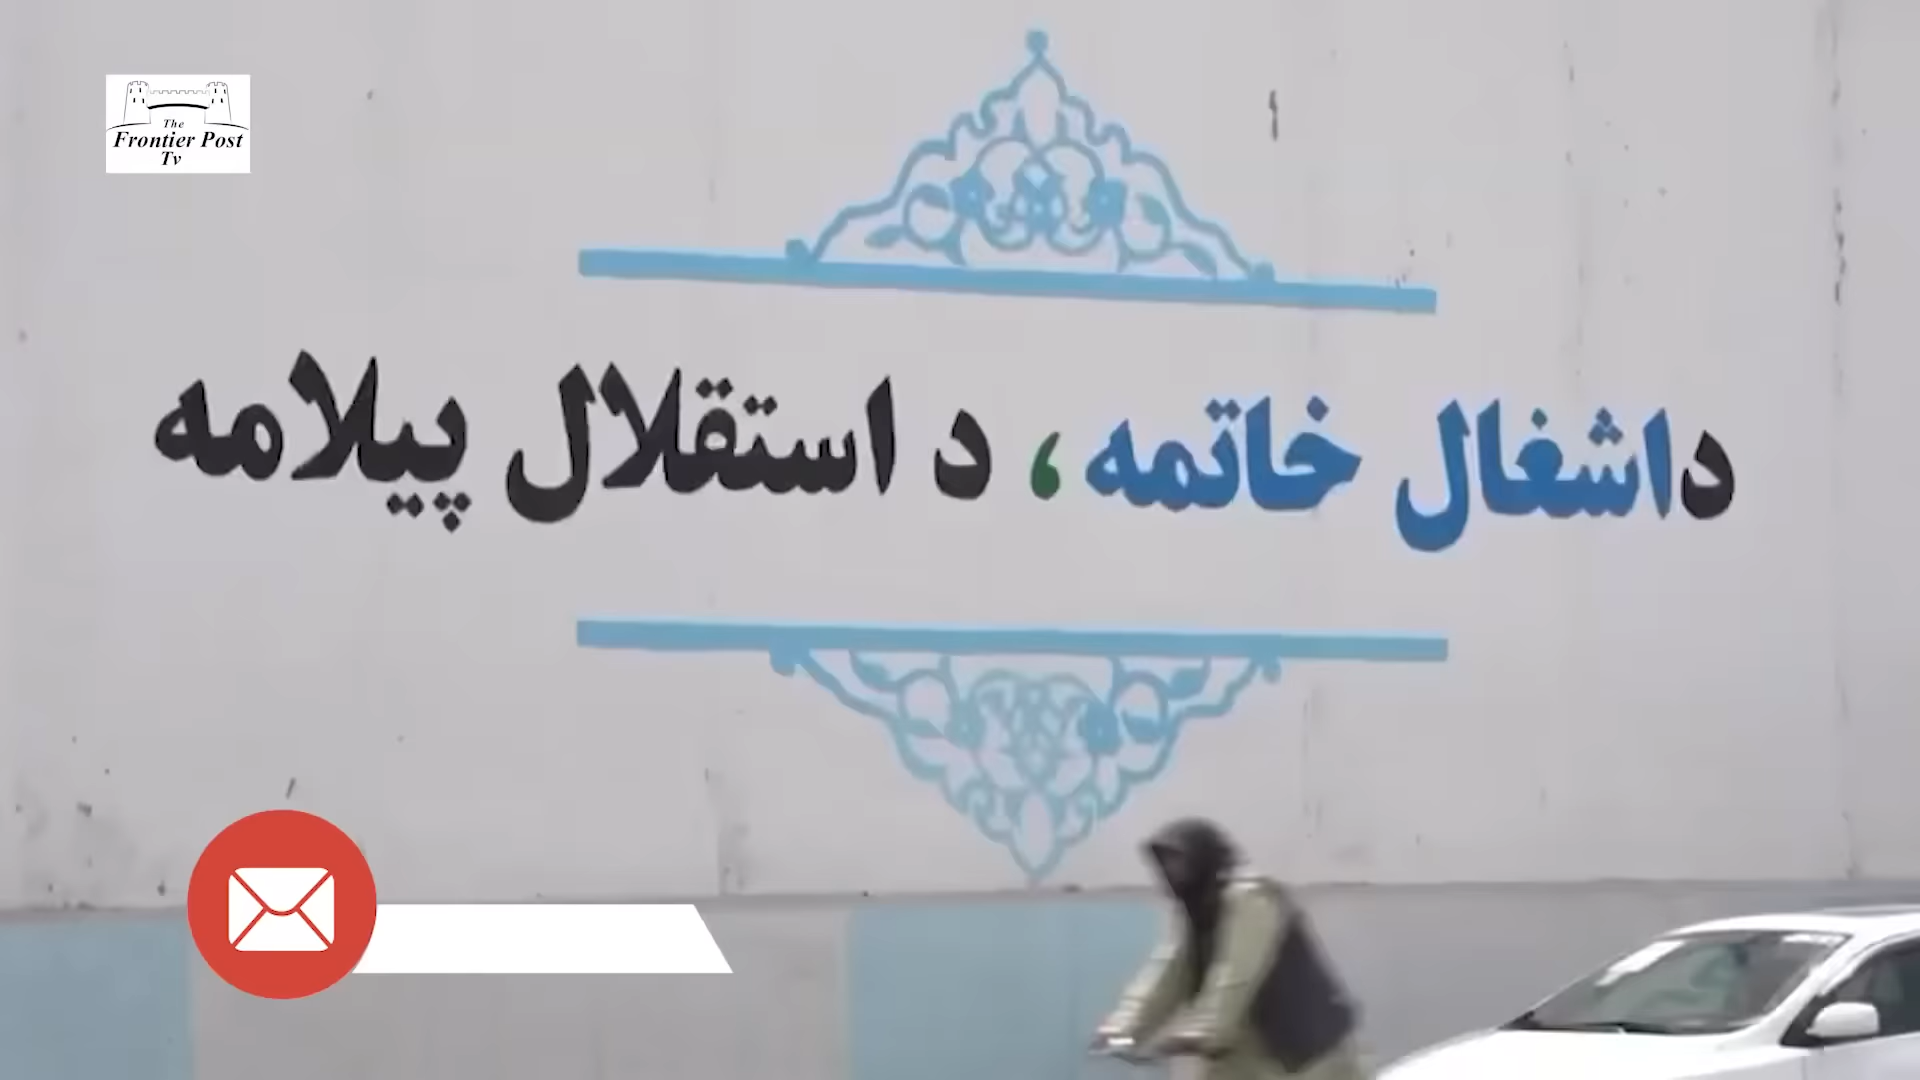 The
Frontier Post
Tv
داشغال خاتمه ، د استقلال پیلامه